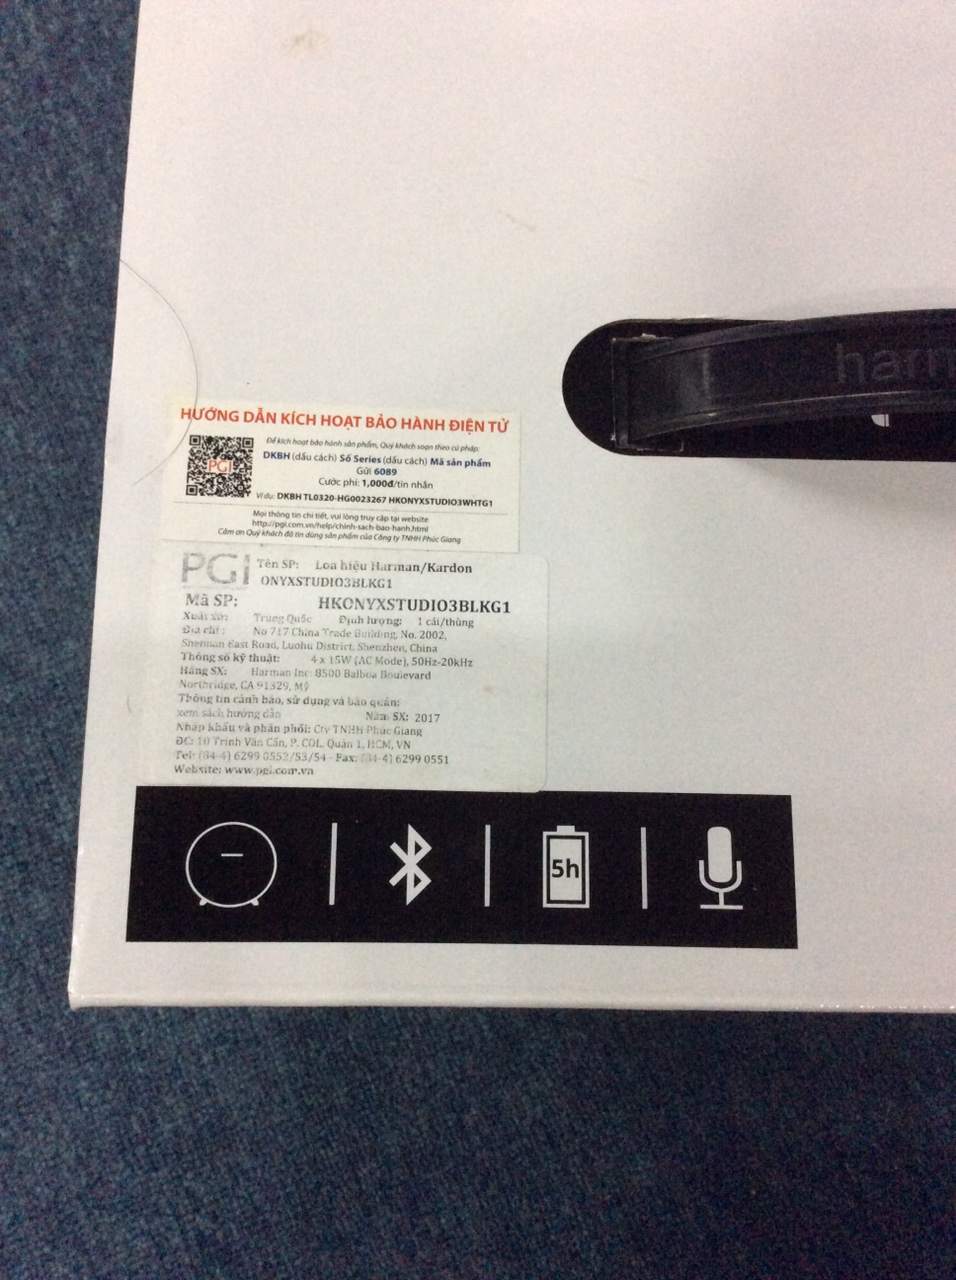 harm
HƯỚNG DẪN KÍCH HOẠT BẢO HÀNH ĐIỆN TỬ
PGI
Để kích hoạt bảo hành sản phẩm, Quý khách soạn theo cú pháp:
DKBH (dấu cách) Số Series (dấu cách) Mã sản phẩm
Gửi 6089
Cước phí: 1,000đ/tin nhắn
Ví dụ: DKBH TL0320-HG0023267 HKONYXSTUDIO3WHTG1
Mọi thông tin chi tiết, vui lòng truy cập tại website
http://pgi.com.vn/help/chinh-sach-bao-hanh.html
Cảm ơn Quý khách đã tin dùng sản phẩm của Công ty TNHH Phúc Giang
PGI
Tên SP: Loa hiệu Harman/Kardon
ONYXSTUDIO3BLKG1
Mã SP: HKONYXSTUDIO3BLKG1
Xuất xứ: Trung Quốc Định lượng: 1 cái/thùng
Địa chỉ: No 717 China Trade Building, No. 2002,
Shennan East Road, Luohu District, Shenzhen, China
Thông số kỹ thuật: 4 x 15W (AC Mode), 50Hz-20kHz
Hãng SX: Harman Inc: 8500 Balboa Boulevard
Northridge, CA 91329, Mỹ
Thông tin cảnh báo, sử dụng và bảo quản:
xem sách hướng dẫn Năm SX: 2017
Nhập khẩu và phân phối: Cty TNHH Phúc Giang
ĐC: 10 Trịnh Văn Cấn, P. COL, Quận 1, HCM, VN
Tel: (84-4) 6299 0552/53/54 - Fax: (84-4) 6299 0551
Website: www.pgi.com.vn
5h